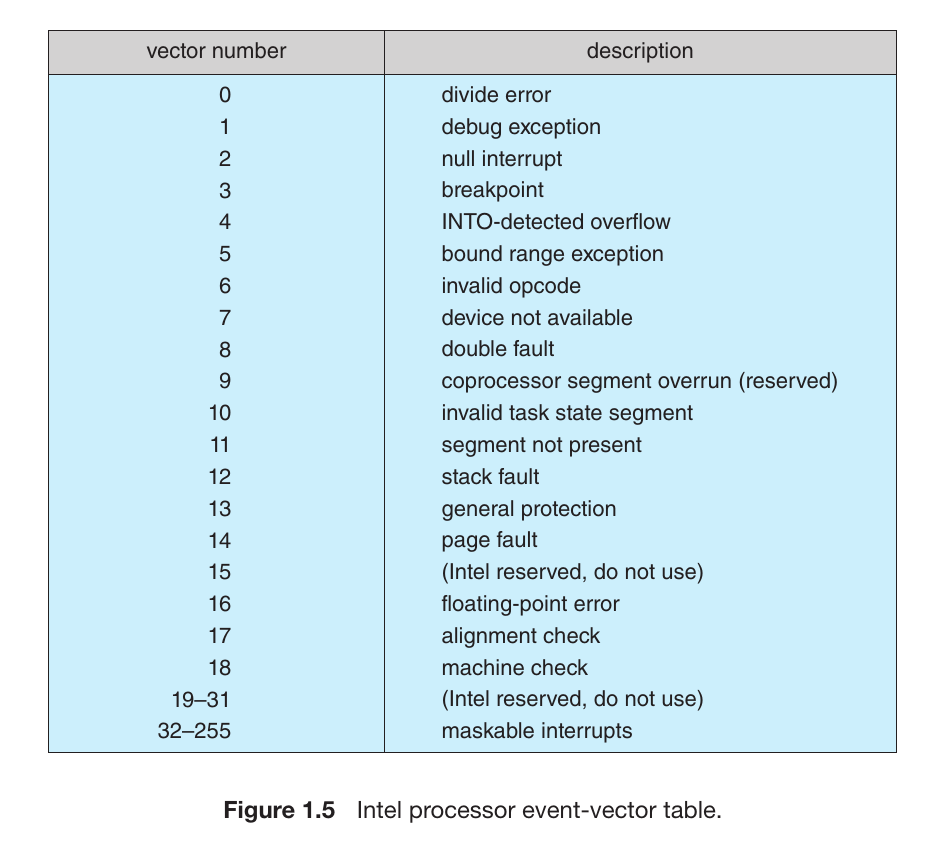 vector number description
0 divide error
1 debug exception
2 null interrupt
3 breakpoint
4 INTO-detected overflow
5 bound range exception
6 invalid opcode
7 device not available
8 double fault
9 coprocessor segment overrun (reserved)
10 invalid task state segment
11 segment not present
12 stack fault
13 general protection
14 page fault
15 (Intel reserved, do not use)
16 floating-point error
17 alignment check
18 machine check
19–31 (Intel reserved, do not use)
32–255 maskable interrupts
Figure 1.5 Intel processor event-vector table.